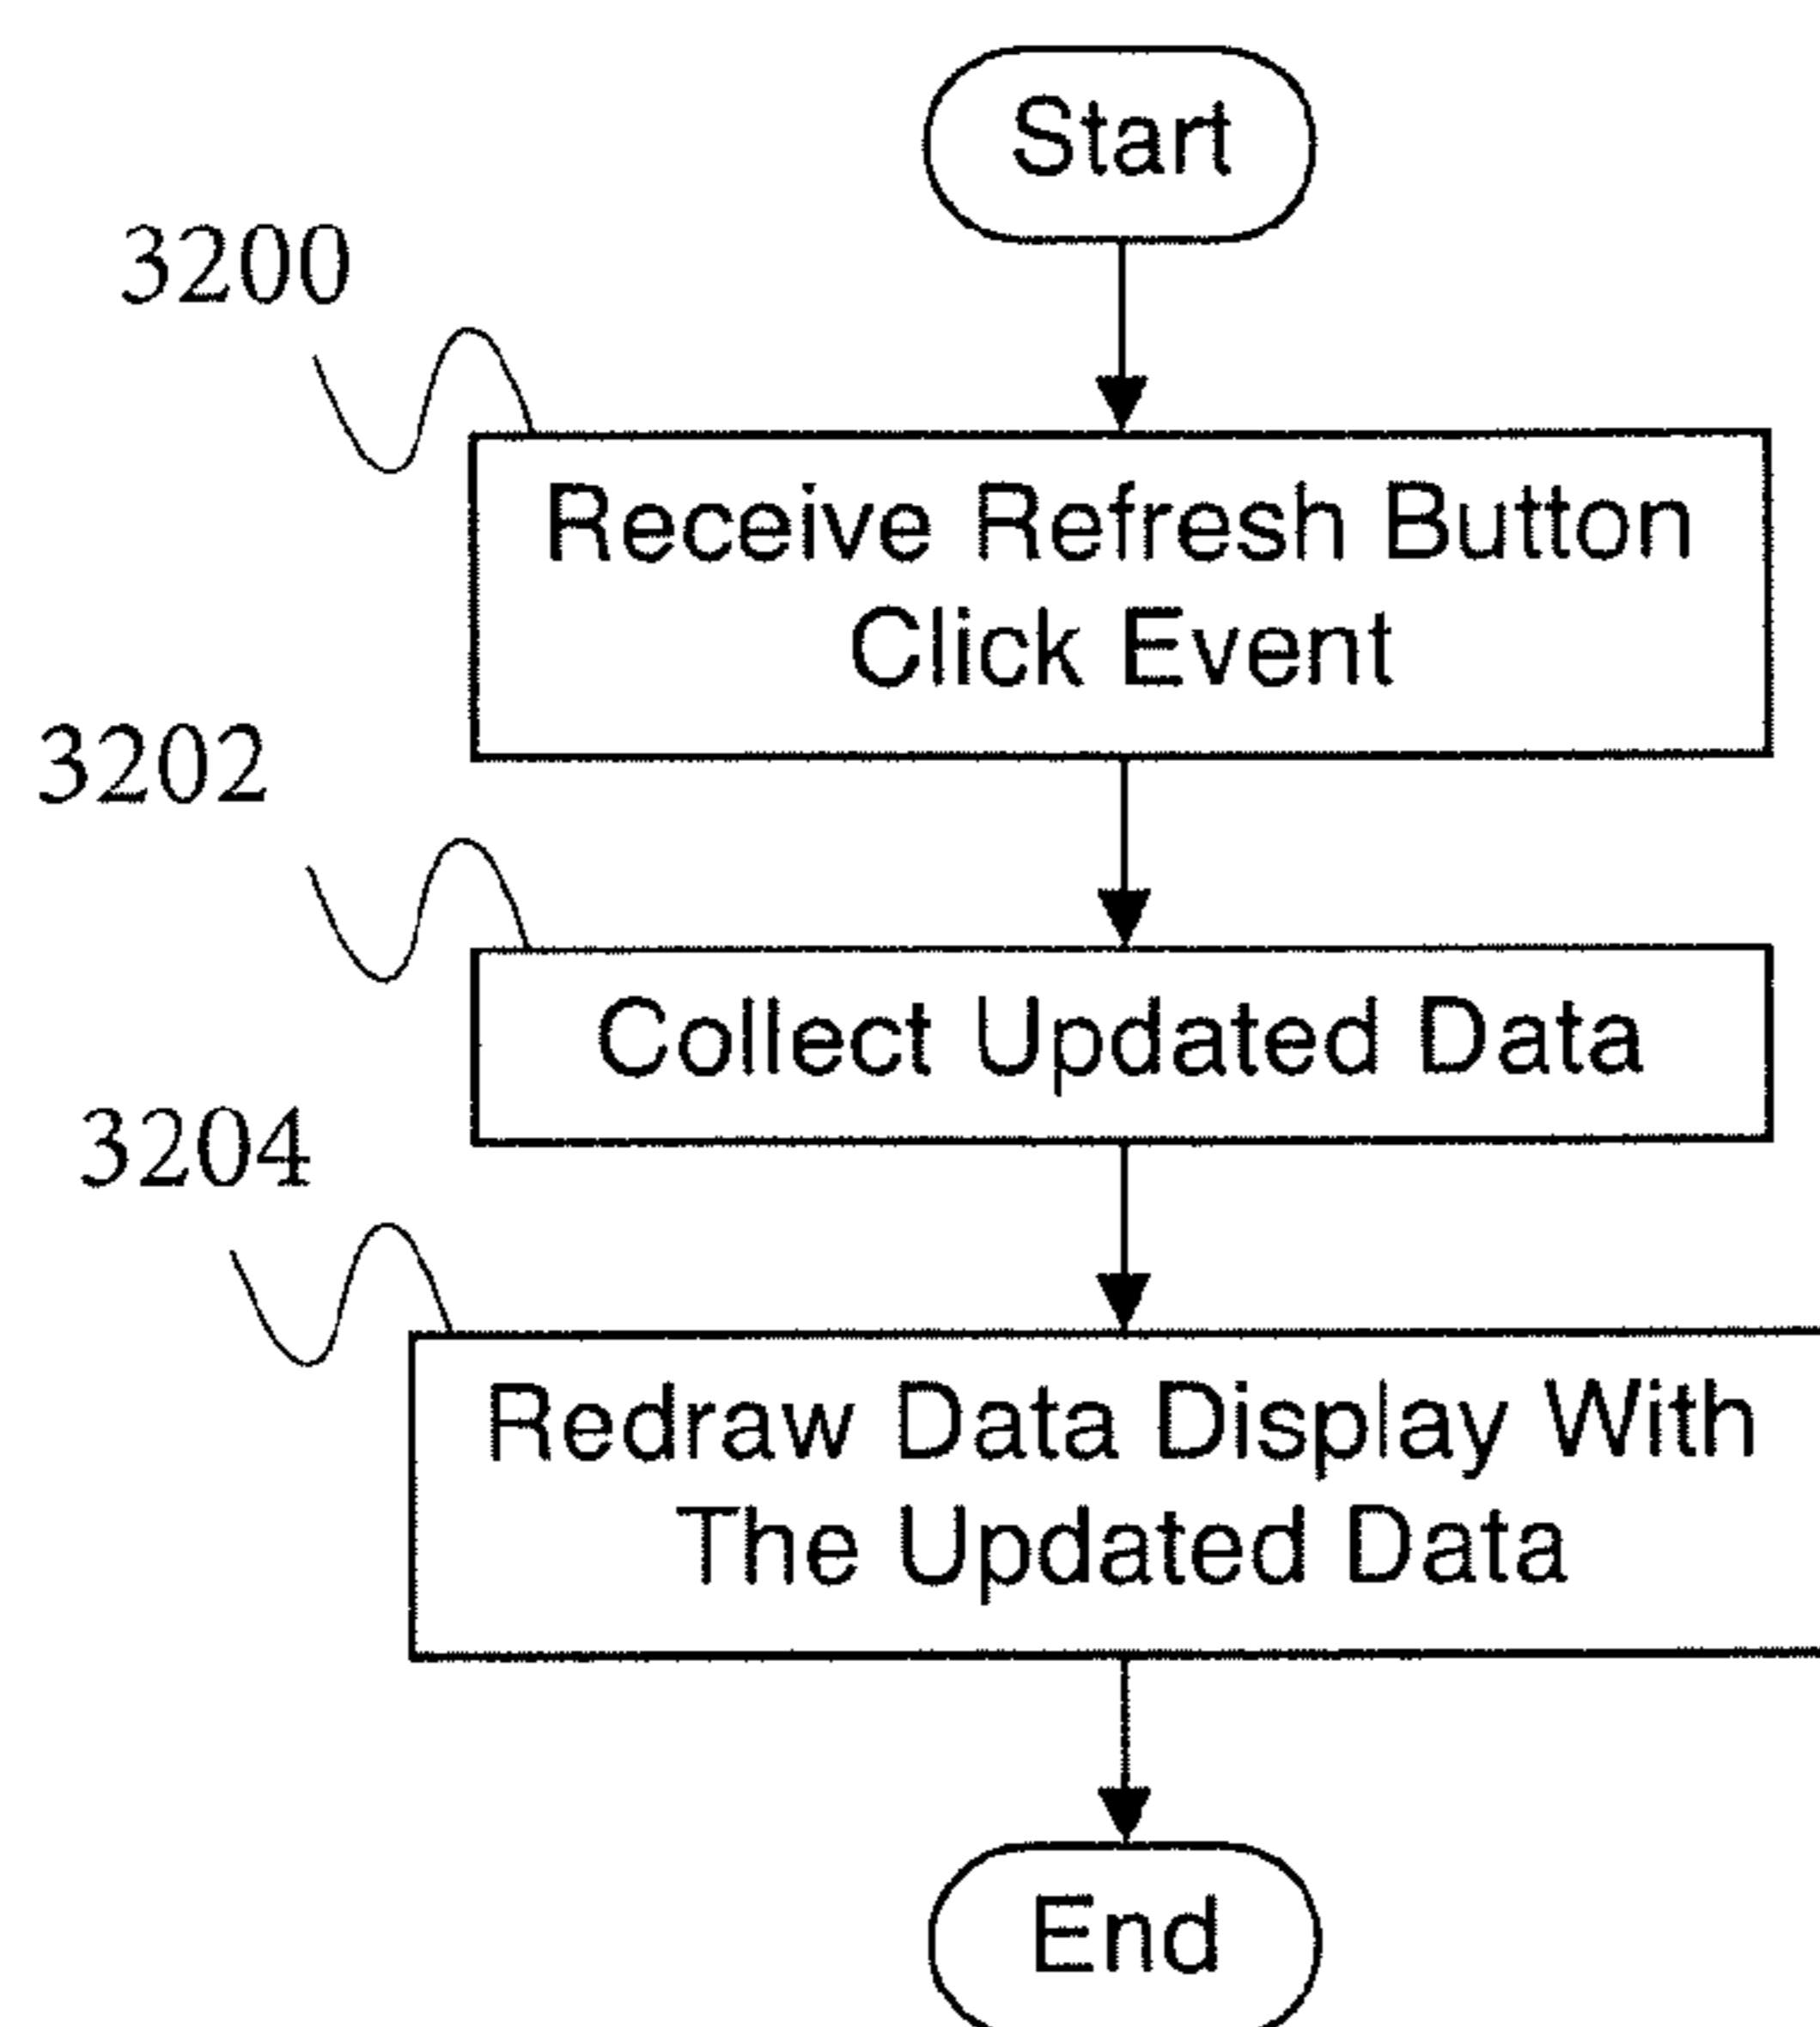 Start
3200
Receive Refresh Button
Click Event
3202
Collect Updated Data
3204
Redraw Data Display With
The Updated Data
End